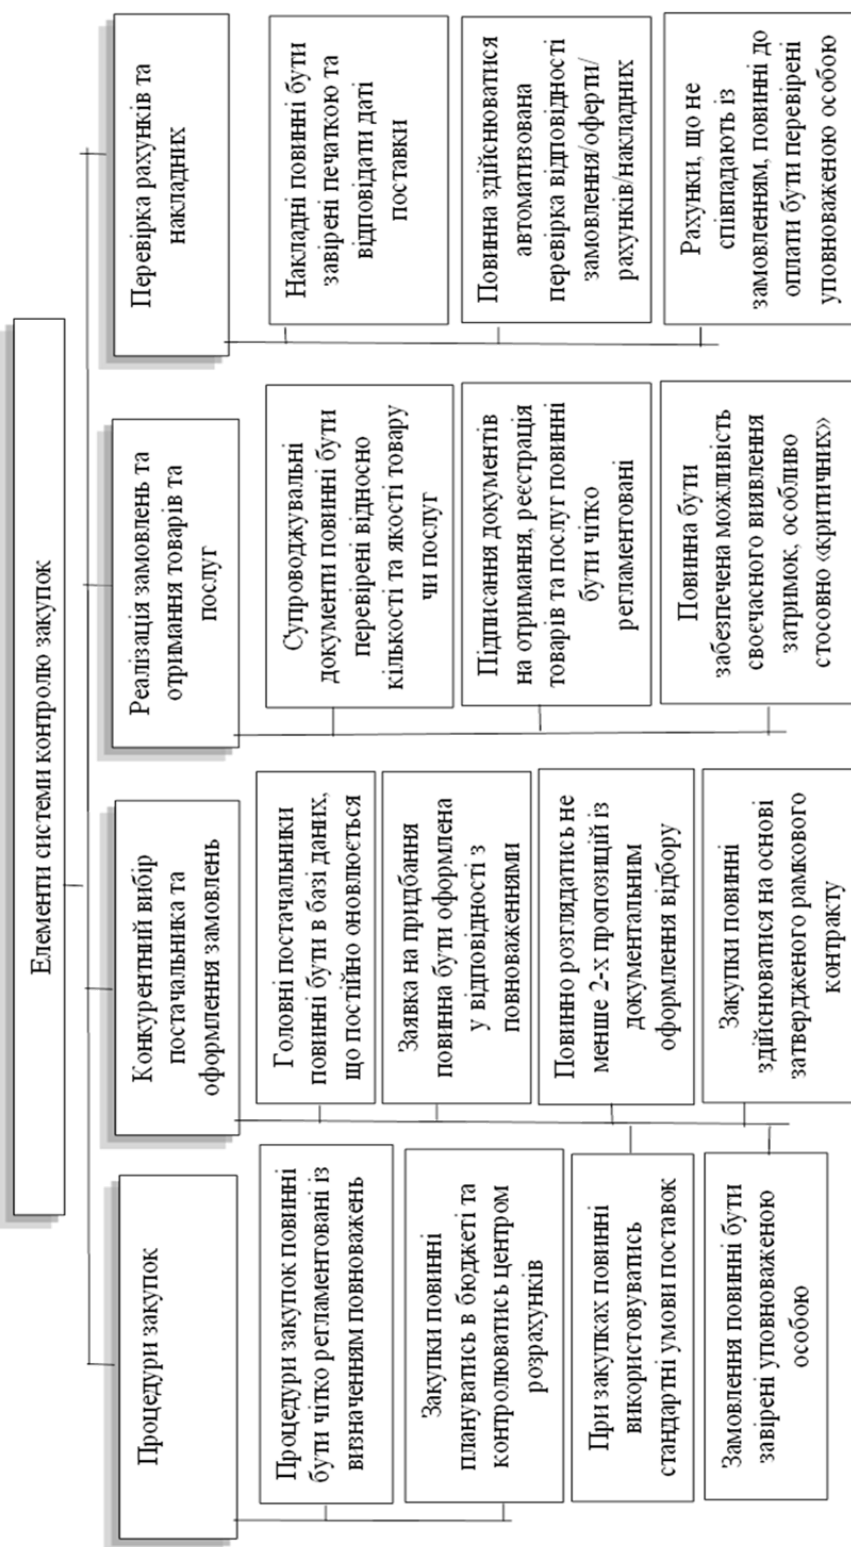 Елементи системи контролю закупок
Процедури закупок
Процедури закупок повинні
бути чітко регламентовані із
визначенням повноважень
Закупки повинні
плануватись в бюджеті та
контролюватись центром
розрахунків
При закупках повинні
використовуватись
стандартні умови поставок
Замовлення повинні бути
завірені уповноваженою
особою
Конкурентний вибір
постачальника та
оформлення замовлень
Головні постачальники
повинні бути в базі даних,
що постійно оновлюється
Заявка на придбання
повинна бути оформлена
у відповідності з
повноваженнями
Повинно розглядатись не
менше 2-х пропозицій із
документальним
оформлення відбору
Закупки повинні
здійснюватися на основі
затвердженого рамкового
контракту
Реалізація замовлень та
отримання товарів та
послуг
Супроводжувальні
документи повинні бути
перевірені відносно
кількості та якості товару
чи послуг
Підписання документів
на отримання, реєстрація
товарів та послуг повинні
бути чітко
регламентовані
Повинна бути
забезпечена можливість
своєчасного виявлення
затримок, особливо
стосовно «критичних»
Перевірка рахунків та
накладних
Накладні повинні бути
завірені печаткою та
відповідати даті
поставки
Повинна здійснюватися
автоматизована
перевірка відповідності
замовлення/оферти/
рахунків/накладних
Рахунки, що не
співпадають із
замовленням, повинні до
оплати бути перевірені
уповноваженою особою